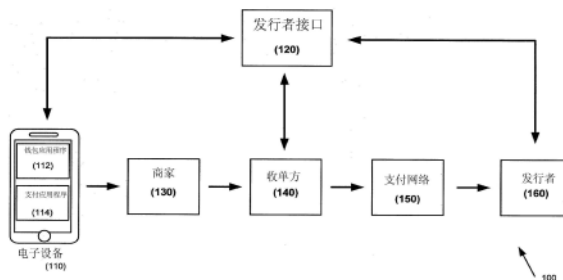 发行者接口
(120)
钱包应用程序
(112)
支付应用程序
(114)
电子设备
(110)
商家
(130)
收单方
(140)
支付网络
(150)
发行者
(160)
100